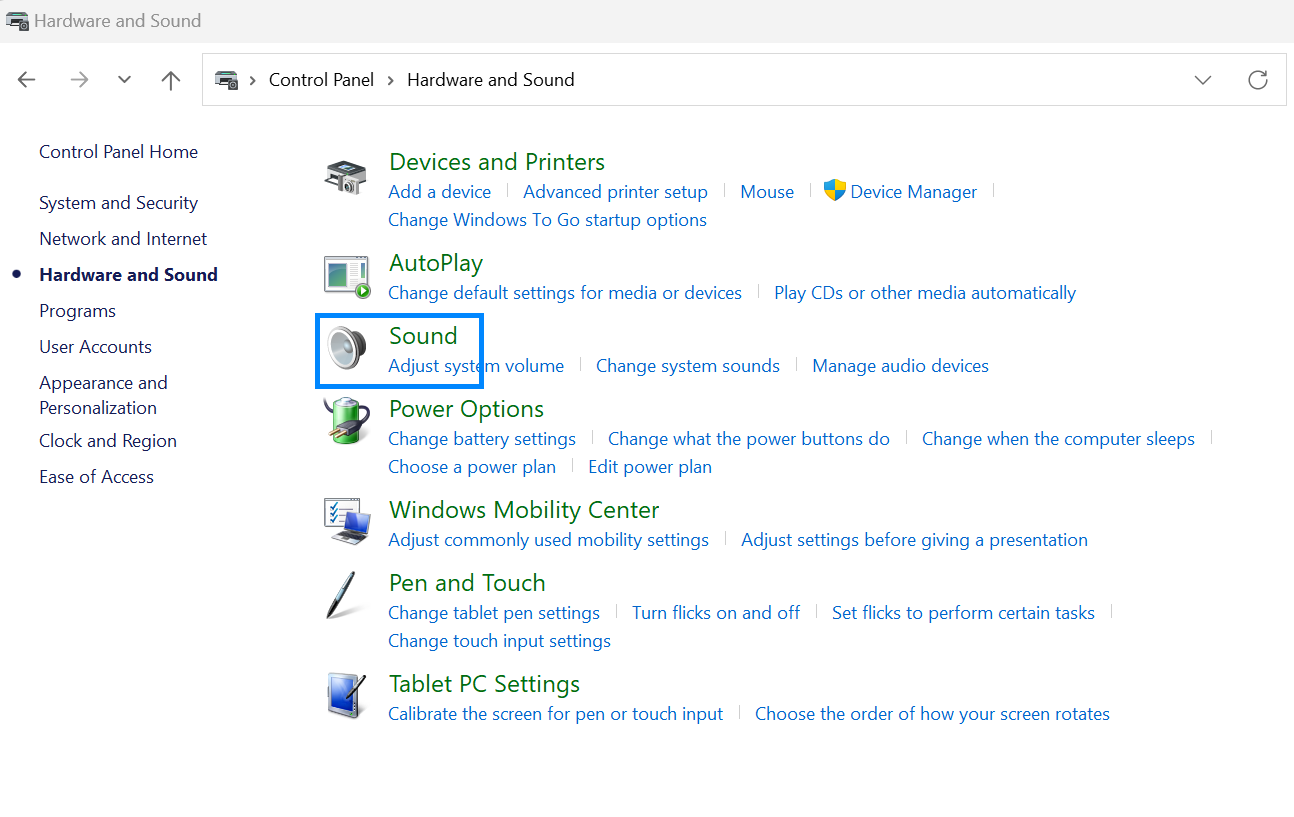 Hardware and Sound
Control Panel > Hardware and Sound
Control Panel Home
System and Security
Network and Internet
Hardware and Sound
Programs
User Accounts
Appearance and
Personalization
Clock and Region
Ease of Access
Devices and Printers
Add a device Advanced printer setup Mouse Device Manager
Change Windows To Go startup options
AutoPlay
Change default settings for media or devices Play CDs or other media automatically
Sound
Adjust system volume Change system sounds Manage audio devices
Power Options
Change battery settings Change what the power buttons do Change when the computer sleeps
Choose a power plan Edit power plan
Windows Mobility Center
Adjust commonly used mobility settings Adjust settings before giving a presentation
Pen and Touch
Change tablet pen settings Turn flicks on and off Set flicks to perform certain tasks
Change touch input settings
Tablet PC Settings
Calibrate the screen for pen or touch input Choose the order of how your screen rotates